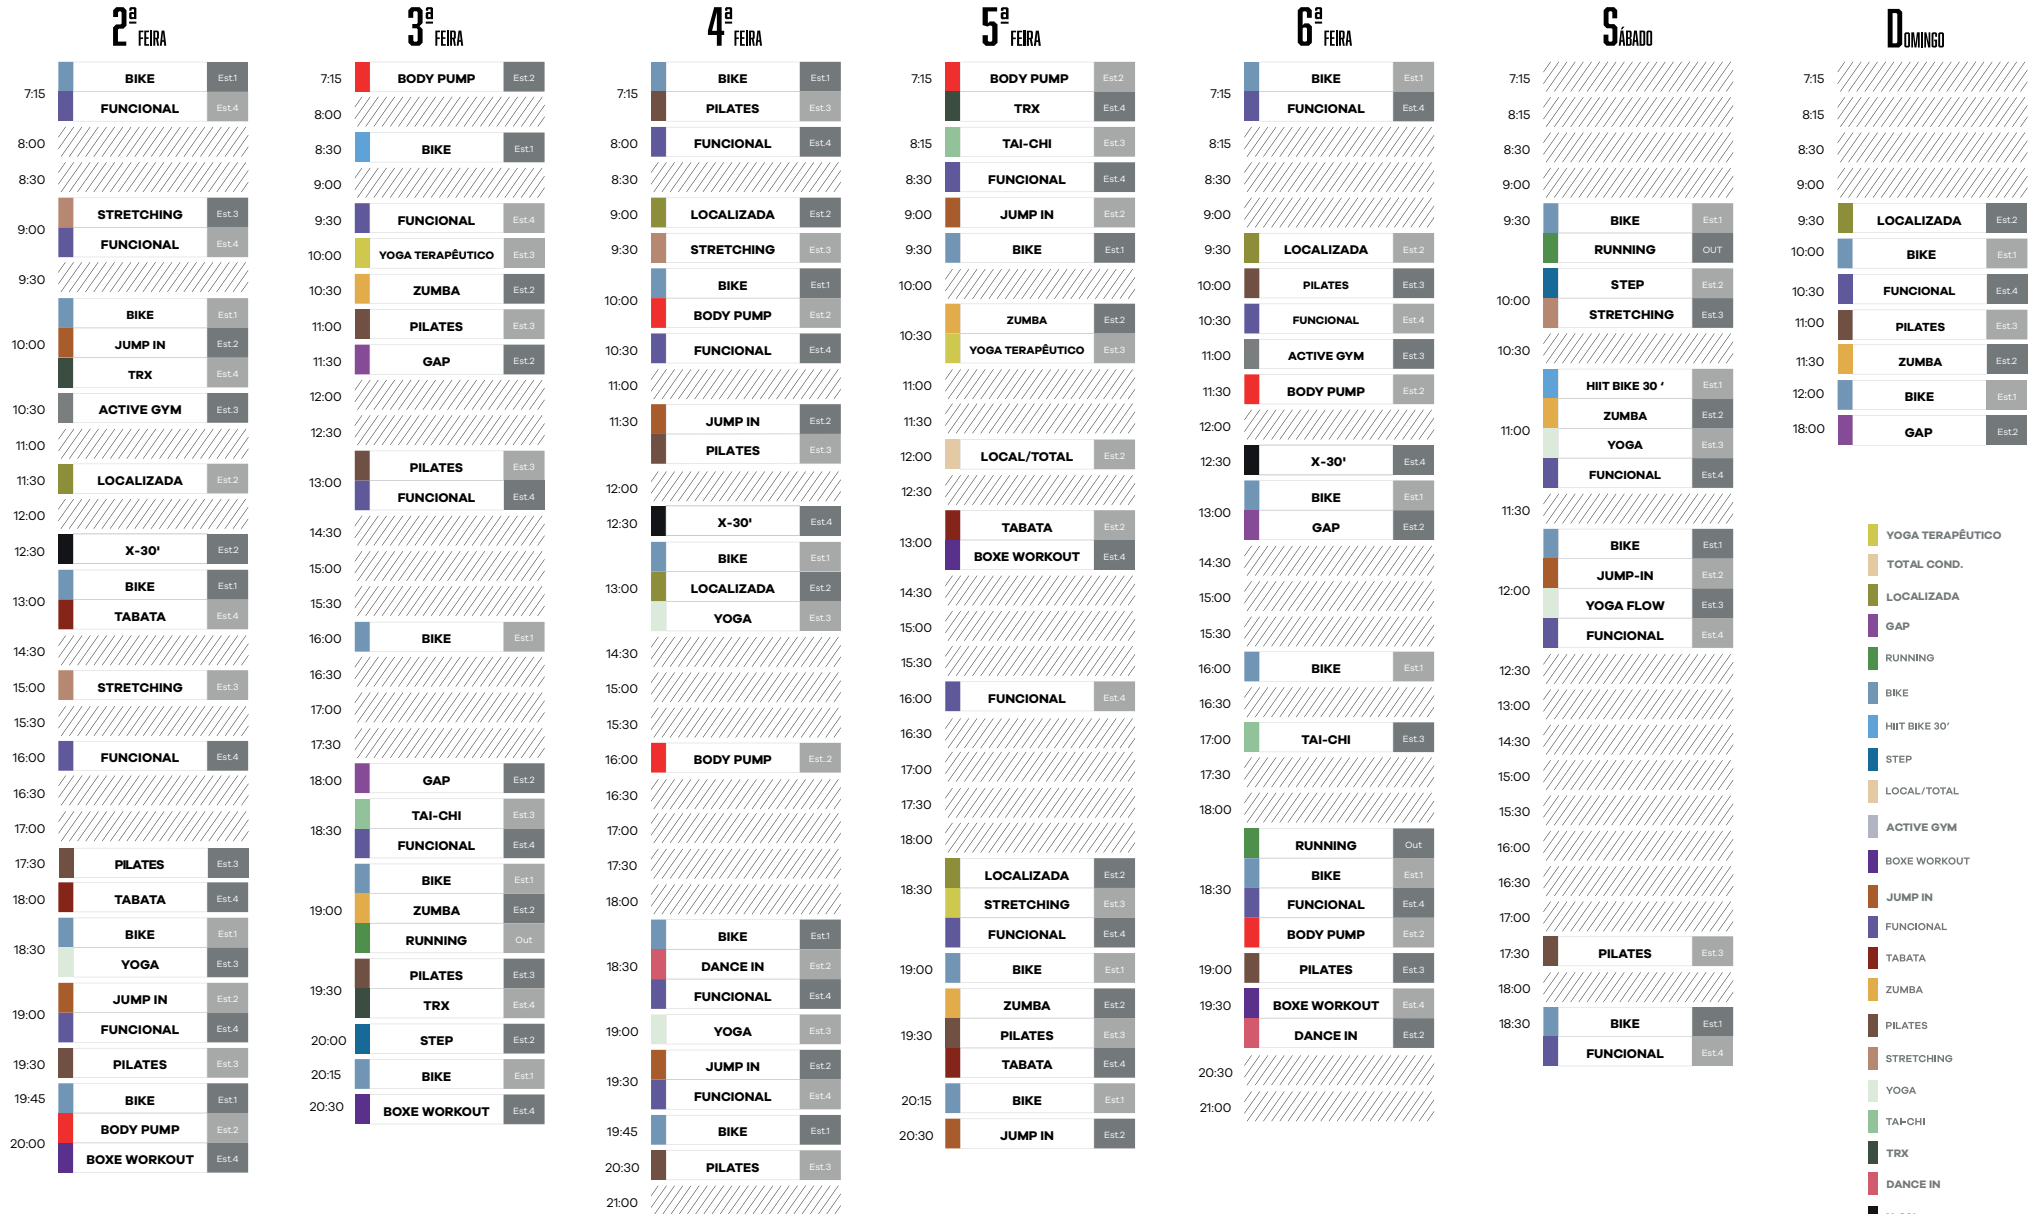 2ª FEIRA
7:15
BIKE Est.1
FUNCIONAL Est.4
8:00
8:30
9:00
STRETCHING Est.3
FUNCIONAL Est.4
9:30
10:00
BIKE Est.1
JUMP IN Est.2
TRX Est.4
10:30 ACTIVE GYM Est.3
11:00
11:30 LOCALIZADA Est.2
12:00
12:30 X-30' Est.2
13:00
BIKE Est.1
TABATA Est.4
14:30
15:00 STRETCHING Est.3
15:30
16:00 FUNCIONAL Est.4
16:30
17:00
17:30 PILATES Est.3
18:00 TABATA Est.4
18:30
BIKE Est.1
YOGA Est.3
19:00
JUMP IN Est.2
FUNCIONAL Est.4
19:30 PILATES Est.3
19:45 BIKE Est.1
20:00
BODY PUMP Est.2
BOXE WORKOUT Est.4
3ª FEIRA
7:15 BODY PUMP Est.2
8:00
8:30 BIKE Est.1
9:00
9:30 FUNCIONAL Est.4
10:00 YOGA TERAPÊUTICO Est.3
10:30 ZUMBA Est.2
11:00 PILATES Est.3
11:30 GAP Est.2
12:00
12:30
13:00
PILATES Est.3
FUNCIONAL Est.4
14:30
15:00
15:30
16:00 BIKE Est.1
16:30
17:00
17:30
18:00 GAP Est.2
18:30
TAI-CHI Est.3
FUNCIONAL Est.4
19:00
BIKE Est.1
ZUMBA Est.2
RUNNING Out
19:30
PILATES Est.3
TRX Est.4
20:00 STEP Est.2
20:15 BIKE Est.1
20:30 BOXE WORKOUT Est.4
4ª FEIRA
7:15
BIKE Est.1
PILATES Est.3
8:00 FUNCIONAL Est.4
8:30
9:00 LOCALIZADA Est.2
9:30 STRETCHING Est.3
10:00
BIKE Est.1
BODY PUMP Est.2
10:30 FUNCIONAL Est.4
11:00
11:30 JUMP IN Est.2
PILATES Est.3
12:00
12:30 X-30' Est.4
13:00
BIKE Est.1
LOCALIZADA Est.2
YOGA Est.3
14:30
15:00
15:30
16:00 BODY PUMP Est..2
16:30
17:00
17:30
18:00
18:30
BIKE Est.1
DANCE IN Est.2
FUNCIONAL Est.4
19:00 YOGA Est.3
19:30
JUMP IN Est.2
FUNCIONAL Est.4
19:45 BIKE Est.1
20:30 PILATES Est.3
21:00
5ª FEIRA
7:15 BODY PUMP Est.2
TRX Est.4
8:15 TAI-CHI Est.3
8:30 FUNCIONAL Est.4
9:00 JUMP IN Est.2
9:30 BIKE Est.1
10:00
10:30
ZUMBA Est.2
YOGA TERAPÊUTICO Est.3
11:00
11:30
12:00 LOCAL/TOTAL Est.2
12:30
13:00
TABATA Est.2
BOXE WORKOUT Est.4
14:30
15:00
15:30
16:00 FUNCIONAL Est.4
16:30
17:00
17:30
18:00
18:30
LOCALIZADA Est.2
STRETCHING Est.3
FUNCIONAL Est.4
19:00 BIKE Est.1
19:30
ZUMBA Est.2
PILATES Est.3
TABATA Est.4
20:15 BIKE Est.1
20:30 JUMP IN Est.2
6ª FEIRA
7:15
BIKE Est.1
FUNCIONAL Est.4
8:15
8:30
9:00
9:30 LOCALIZADA Est.2
10:00 PILATES Est.3
10:30 FUNCIONAL Est.4
11:00 ACTIVE GYM Est.3
11:30 BODY PUMP Est.2
12:00
12:30 X-30' Est.4
13:00
BIKE Est.1
GAP Est.2
14:30
15:00
15:30
16:00 BIKE Est.1
16:30
17:00 TAI-CHI Est.3
17:30
18:00
18:30
RUNNING Out
BIKE Est.1
FUNCIONAL Est.4
BODY PUMP Est.2
19:00 PILATES Est.3
19:30 BOXE WORKOUT Est.4
DANCE IN Est.2
20:30
21:00
SÁBADO
7:15
8:15
8:30
9:00
9:30 BIKE Est.1
RUNNING OUT
10:00
STEP Est.2
STRETCHING Est.3
10:30
11:00
HIIT BIKE 30 ‘ Est.1
ZUMBA Est.2
YOGA Est.3
FUNCIONAL Est.4
11:30
12:00
BIKE Est.1
JUMP-IN Est.2
YOGA FLOW Est.3
FUNCIONAL Est.4
12:30
13:00
14:30
15:00
15:30
16:00
16:30
17:00
17:30 PILATES Est.3
18:00
18:30 BIKE Est.1
FUNCIONAL Est.4
DOMINGO
7:15
8:15
8:30
9:00
9:30 LOCALIZADA Est.2
10:00 BIKE Est.1
10:30 FUNCIONAL Est.4
11:00 PILATES Est.3
11:30 ZUMBA Est.2
12:00 BIKE Est.1
18:00 GAP Est.2
YOGA TERAPÊUTICO
TOTAL COND.
LOCALIZADA
GAP
RUNNING
BIKE
HIIT BIKE 30'
STEP
LOCAL/TOTAL
ACTIVE GYM
BOXE WORKOUT
JUMP IN
FUNCIONAL
TABATA
ZUMBA
PILATES
STRETCHING
YOGA
TAI-CHI
TRX
DANCE IN